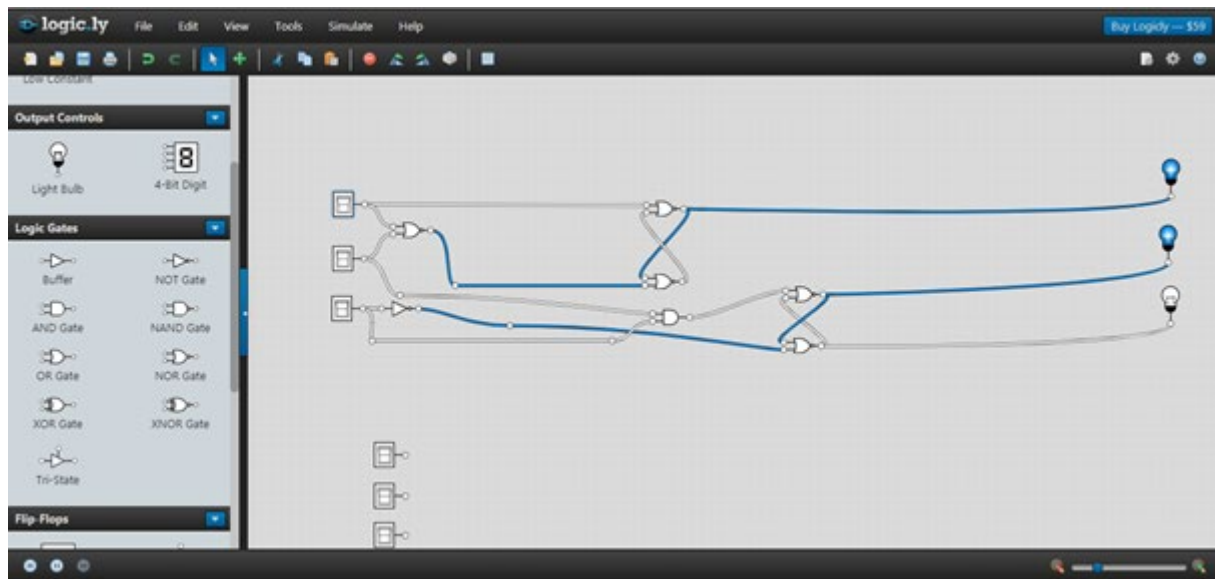 logic.ly File Edit View Tools Simulate Help Buy Logicly — $59
Low Constant
Output Controls
8
Light Bulb 4-Bit Digit
Logic Gates
Buffer NOT Gate
AND Gate NAND Gate
OR Gate NOR Gate
XOR Gate XNOR Gate
Tri-State
Flip-Flops